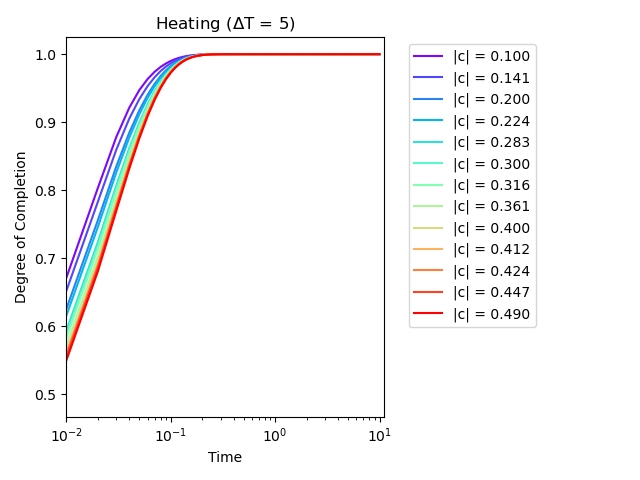 Heating (ΔT = 5)
Degree of Completion
1.0
0.9
0.8
0.7
0.6
0.5
10⁻²
10⁻¹
10⁰
10¹
Time
|c| = 0.100
|c| = 0.141
|c| = 0.200
|c| = 0.224
|c| = 0.283
|c| = 0.300
|c| = 0.316
|c| = 0.361
|c| = 0.400
|c| = 0.412
|c| = 0.424
|c| = 0.447
|c| = 0.490